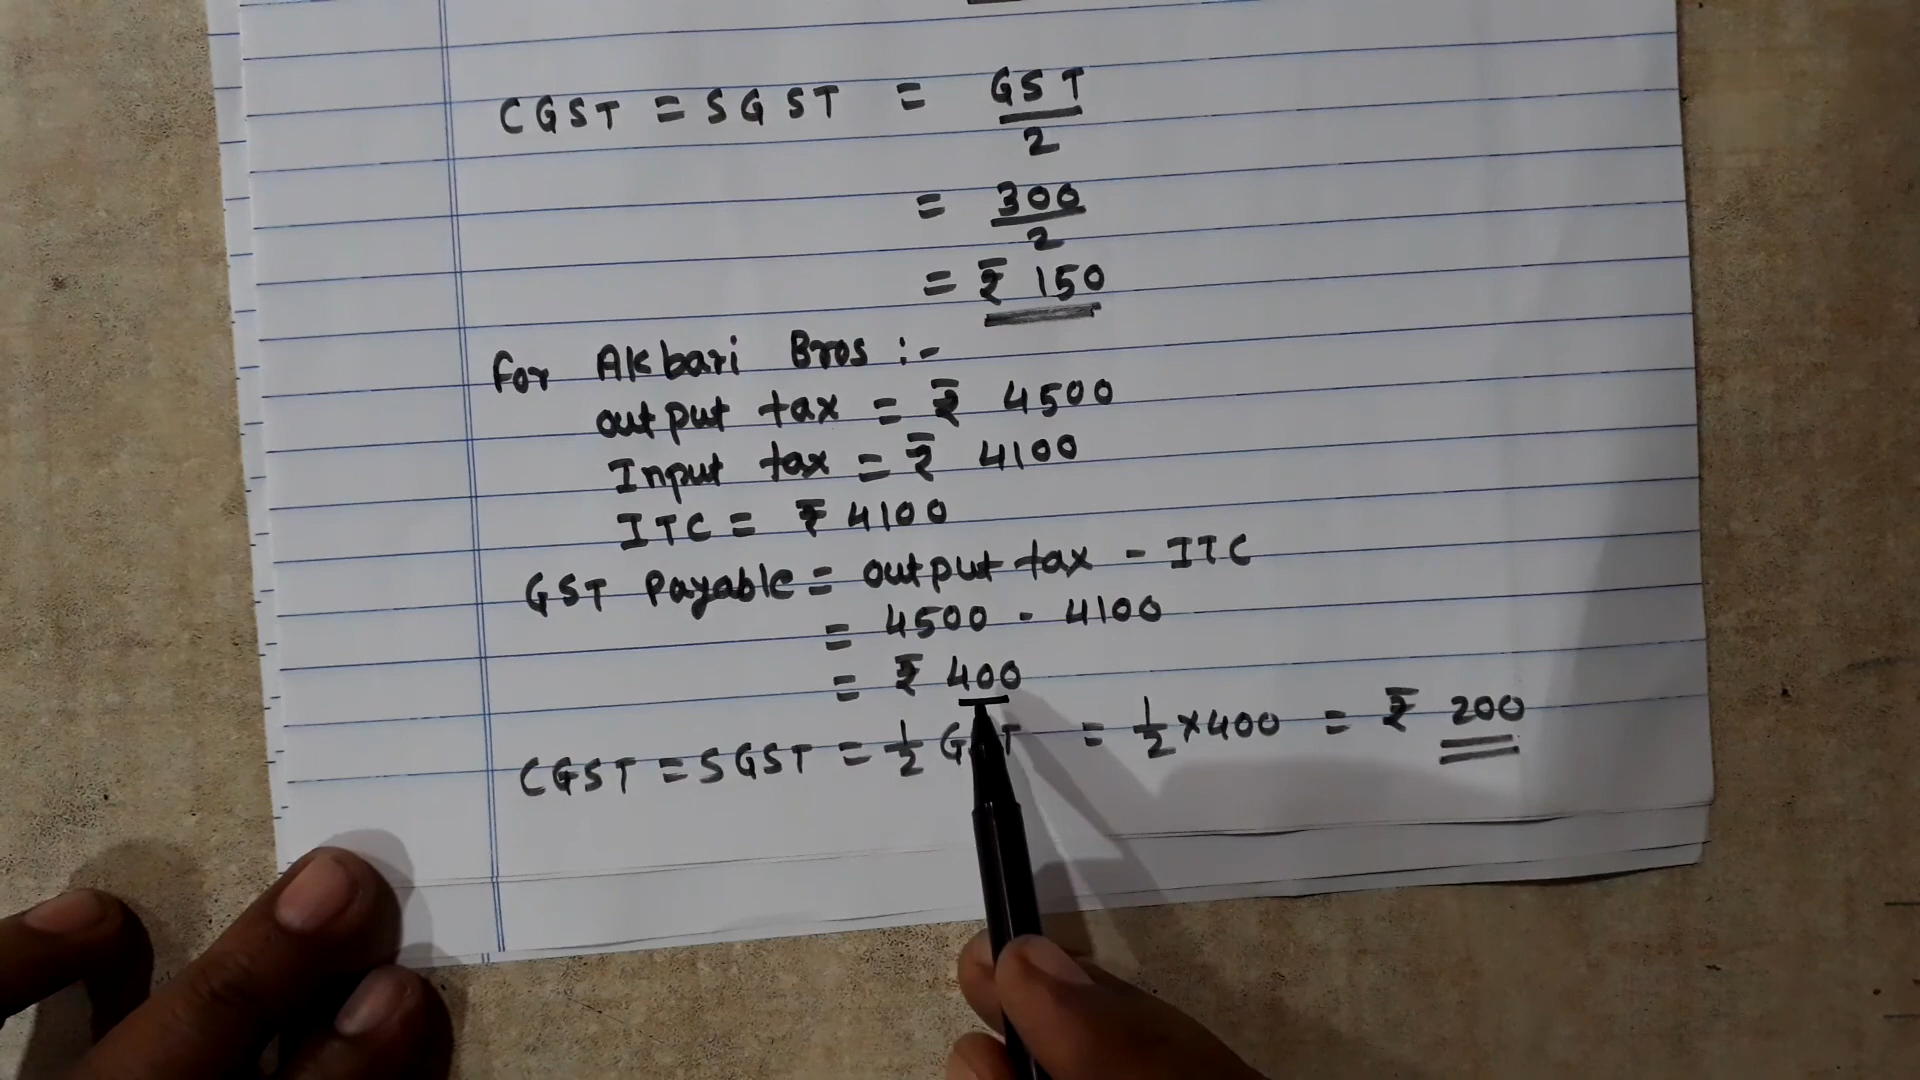 CGST = SGST = GST/2
= 300/2
= ₹ 150
For Akbari Bros :-
output tax = ₹ 4500
Input tax = ₹ 4100
ITC = ₹ 4100
GST Payable = output tax - ITC
= 4500 - 4100
= ₹ 400
CGST = SGST = 1/2 GST = 1/2 × 400 = ₹ 200